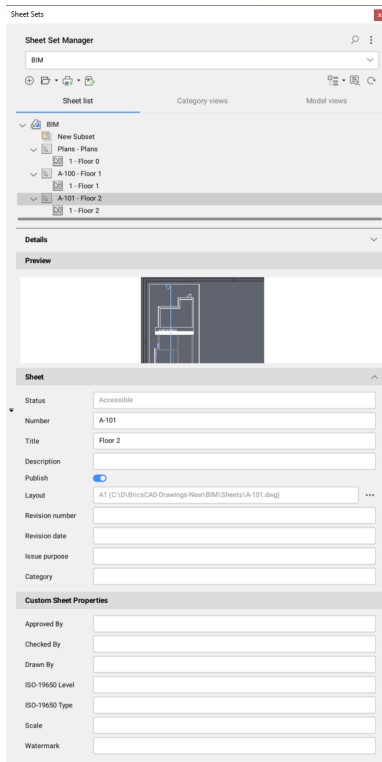 Sheet Sets
x
Sheet Set Manager
BIM
Sheet list Category views Model views
BIM
New Subset
Plans - Plans
1 - Floor 0
A-100 - Floor 1
1 - Floor 1
A-101 - Floor 2
1 - Floor 2
Details
Preview
Sheet
Status Accessible
Number A-101
Title Floor 2
Description
Publish
Layout A1 (C:\D\BricsCAD-Drawings-New\BIM\Sheets\A-101.dwg) ...
Revision number
Revision date
Issue purpose
Category
Custom Sheet Properties
Approved By
Checked By
Drawn By
ISO-19650 Level
ISO-19650 Type
Scale
Watermark